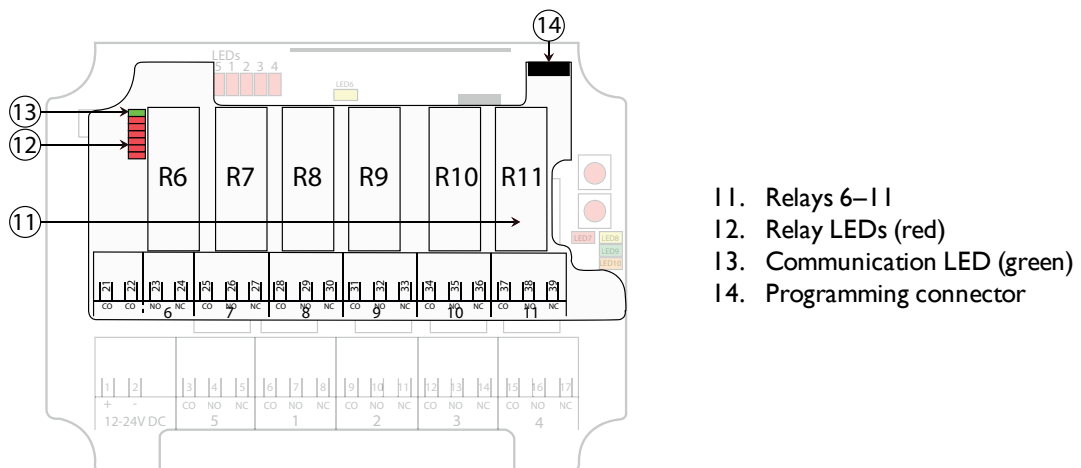 14
LEDs
5 1 2 3 4
LED6
13
12
R6 R7 R8 R9 R10 R11
11
LED7 LED8
LED9
LED10
21 22 23 24 25 26 27 28 29 30 31 32 33 34 35 36 37 38 39
CO CO NO NC CO NO NC CO NO NC CO NO NC CO NO NC CO NO NC
6 7 8 9 10 11
1 2 3 4 5 6 7 8 9 10 11 12 13 14 15 16 17
+ - CO NO NC CO NO NC CO NO NC CO NO NC CO NO NC
12-24V DC 5 1 2 3 4
11. Relays 6–11
12. Relay LEDs (red)
13. Communication LED (green)
14. Programming connector